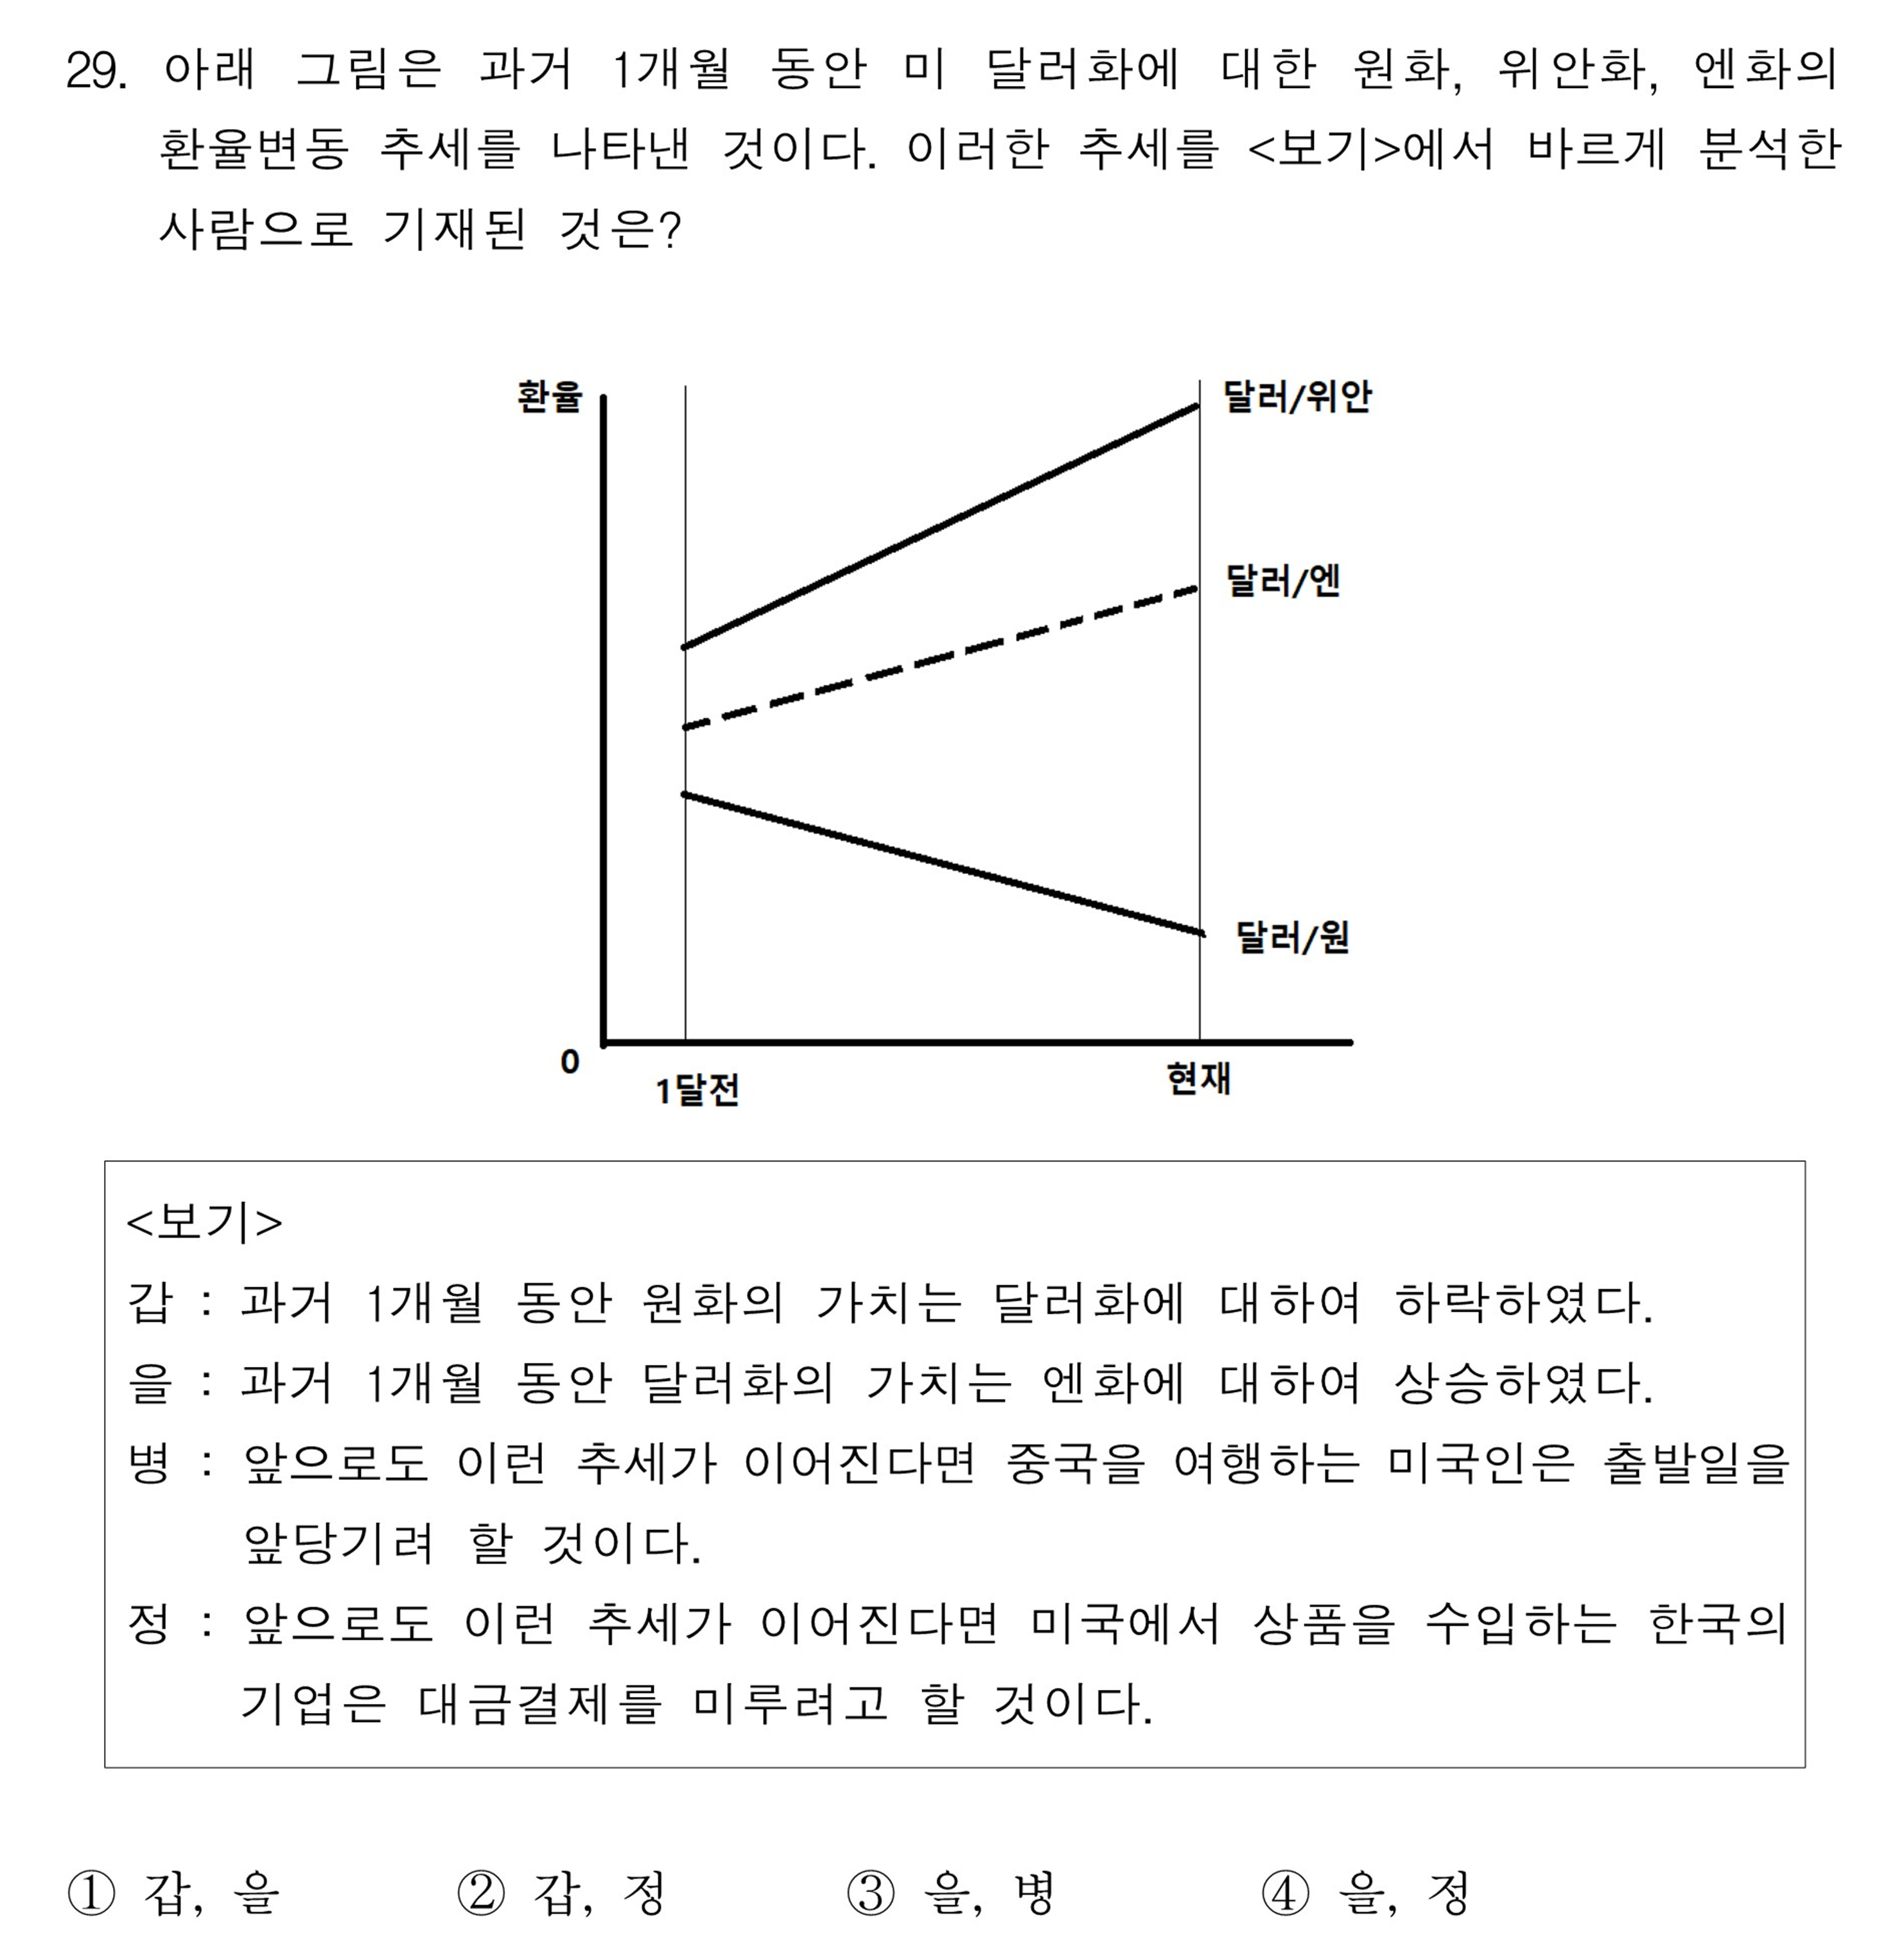 29. 아래 그림은 과거 1개월 동안 미 달러화에 대한 원화, 위안화, 엔화의
환율변동 추세를 나타낸 것이다. 이러한 추세를 <보기>에서 바르게 분석한
사람으로 기재된 것은?
환율
달러/위안
달러/엔
달러/원
0
1달전
현재
<보기>
갑 : 과거 1개월 동안 원화의 가치는 달러화에 대하여 하락하였다.
을 : 과거 1개월 동안 달러화의 가치는 엔화에 대하여 상승하였다.
병 : 앞으로도 이런 추세가 이어진다면 중국을 여행하는 미국인은 출발일을
앞당기려 할 것이다.
정 : 앞으로도 이런 추세가 이어진다면 미국에서 상품을 수입하는 한국의
기업은 대금결제를 미루려고 할 것이다.
① 갑, 을 ② 갑, 정 ③ 을, 병 ④ 을, 정